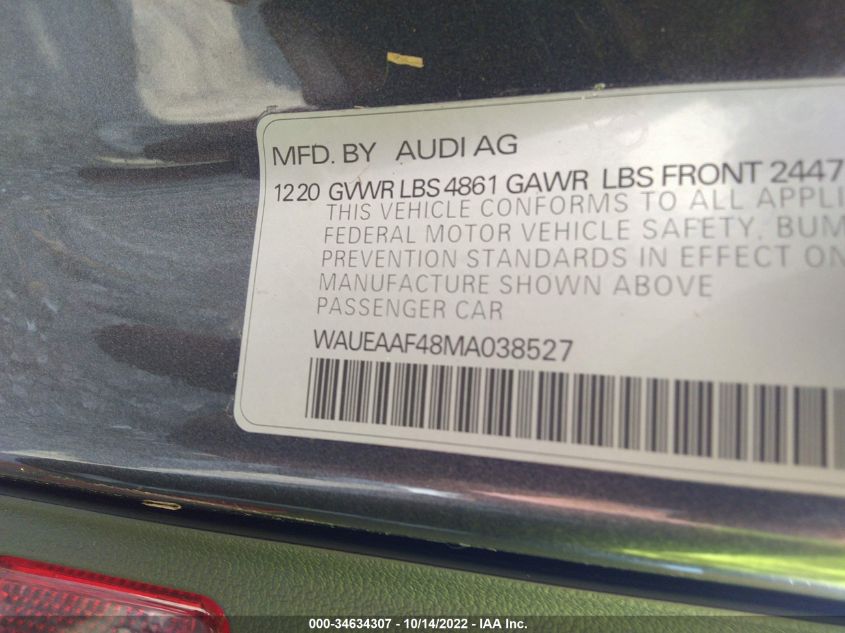 MFD. BY AUDI AG
1220 GVWR LBS 4861 GAWR LBS FRONT 2447
THIS VEHICLE CONFORMS TO ALL APPLI
FEDERAL MOTOR VEHICLE SAFETY, BUM
PREVENTION STANDARDS IN EFFECT ON
MANUFACTURE SHOWN ABOVE
PASSENGER CAR
WAUEAAF48MA038527
000-34634307 - 10/14/2022 - IAA Inc.